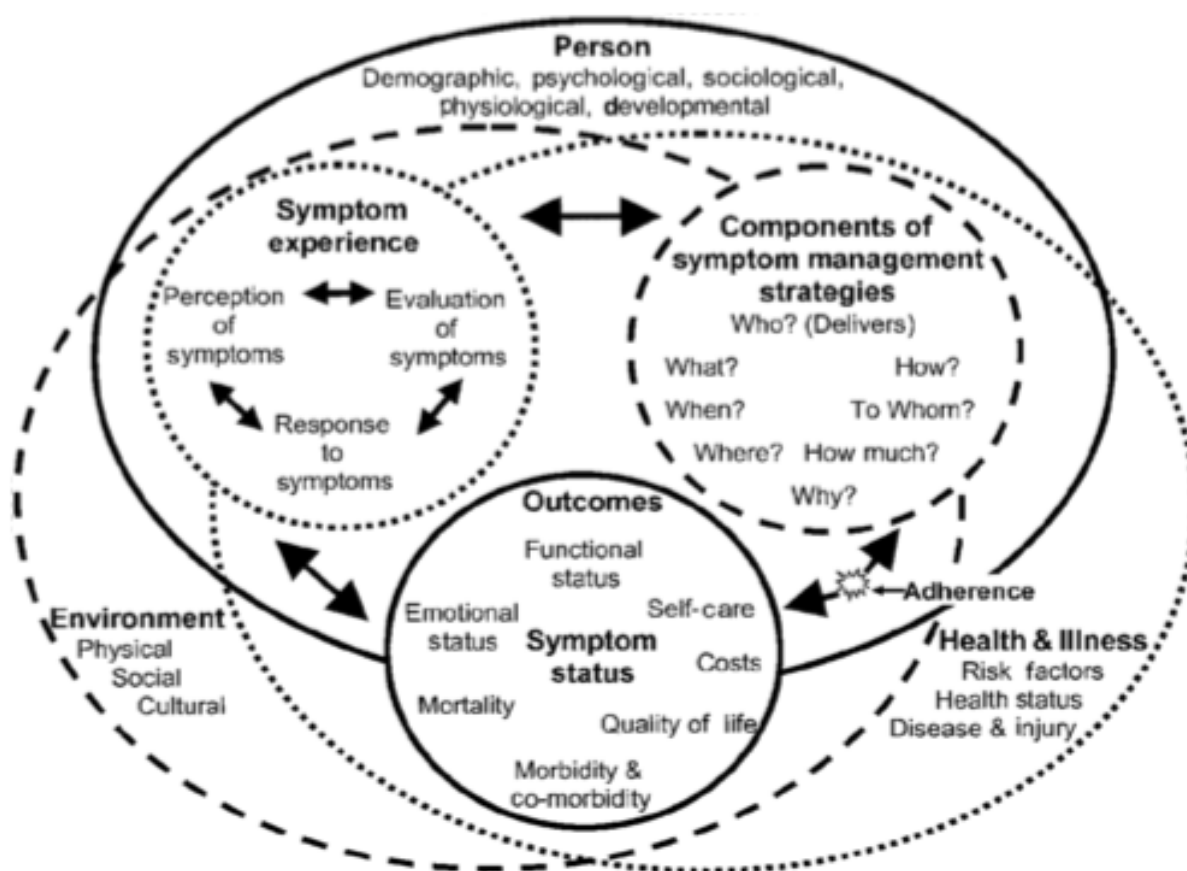 Person
Demographic, psychological, sociological,
physiological, developmental
Symptom
experience
Perception
of
symptoms
Evaluation
of
symptoms
Response
to
symptoms
Components of
symptom management
strategies
Who? (Delivers)
What?
How?
When?
To Whom?
Where?
How much?
Why?
Outcomes
Functional
status
Emotional
status
Self-care
Symptom
status
Costs
Mortality
Quality of life
Morbidity &
co-morbidity
Adherence
Environment
Physical
Social
Cultural
Health & Illness
Risk factors
Health status
Disease & injury